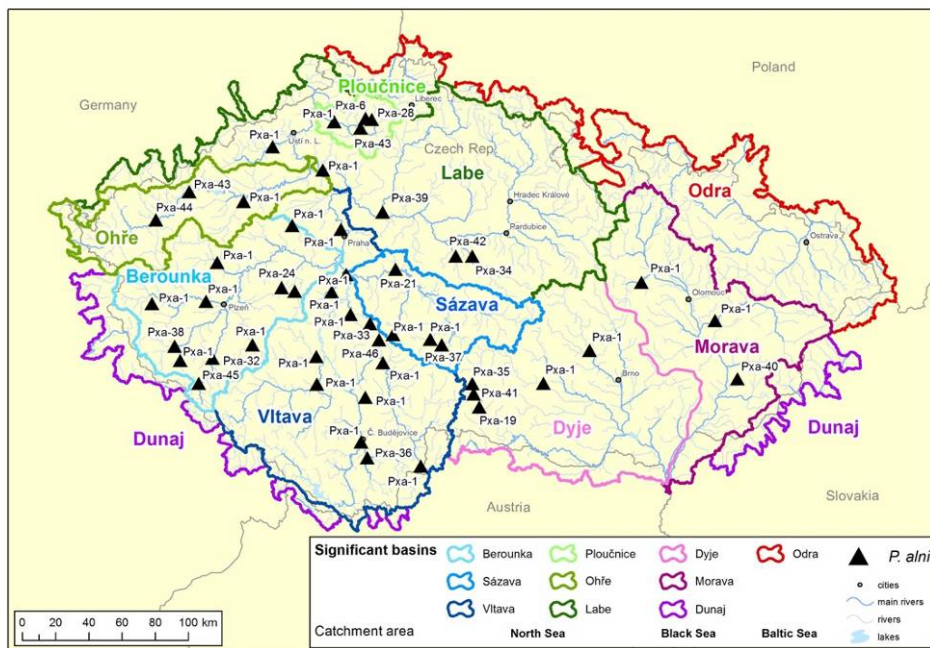 Poland
Germany
Ploučnice
Liberec
Pxa-1
Pxa-6
Pxa-28
Pxa-43
Ústí n. L.
Pxa-1
Czech Rep.
Labe
Pxa-1
Pxa-43
Pxa-44
Pxa-1
Pxa-39
Hradec Králové
Odra
Ohře
Pxa-1
Pxa-1
Praha
Pardubice
Ostrava
Pxa-42
Pxa-34
Pxa-1
Berounka
Pxa-24
Pxa-1
Pxa-21
Sázava
Pxa-1
Olomouc
Pxa-1
Pxa-1
Plzeň
Pxa-1
Pxa-1
Pxa-1
Pxa-33
Pxa-1
Pxa-1
Pxa-37
Pxa-1
Morava
Pxa-38
Pxa-1
Pxa-32
Pxa-45
Pxa-1
Pxa-1
Pxa-46
Pxa-1
Pxa-35
Pxa-41
Pxa-19
Pxa-1
Brno
Pxa-40
Vltava
Pxa-1
Pxa-1
Dunaj
Dyje
Dunaj
Pxa-1
Č. Budějovice
Pxa-36
Pxa-1
Austria
Slovakia
Significant basins
Berounka
Ploučnice
Dyje
Odra
P. alni
Sázava
Ohře
Morava
cities
Vltava
Labe
Dunaj
main rivers
rivers
Catchment area
North Sea
Black Sea
Baltic Sea
lakes
0 20 40 60 80 100 km